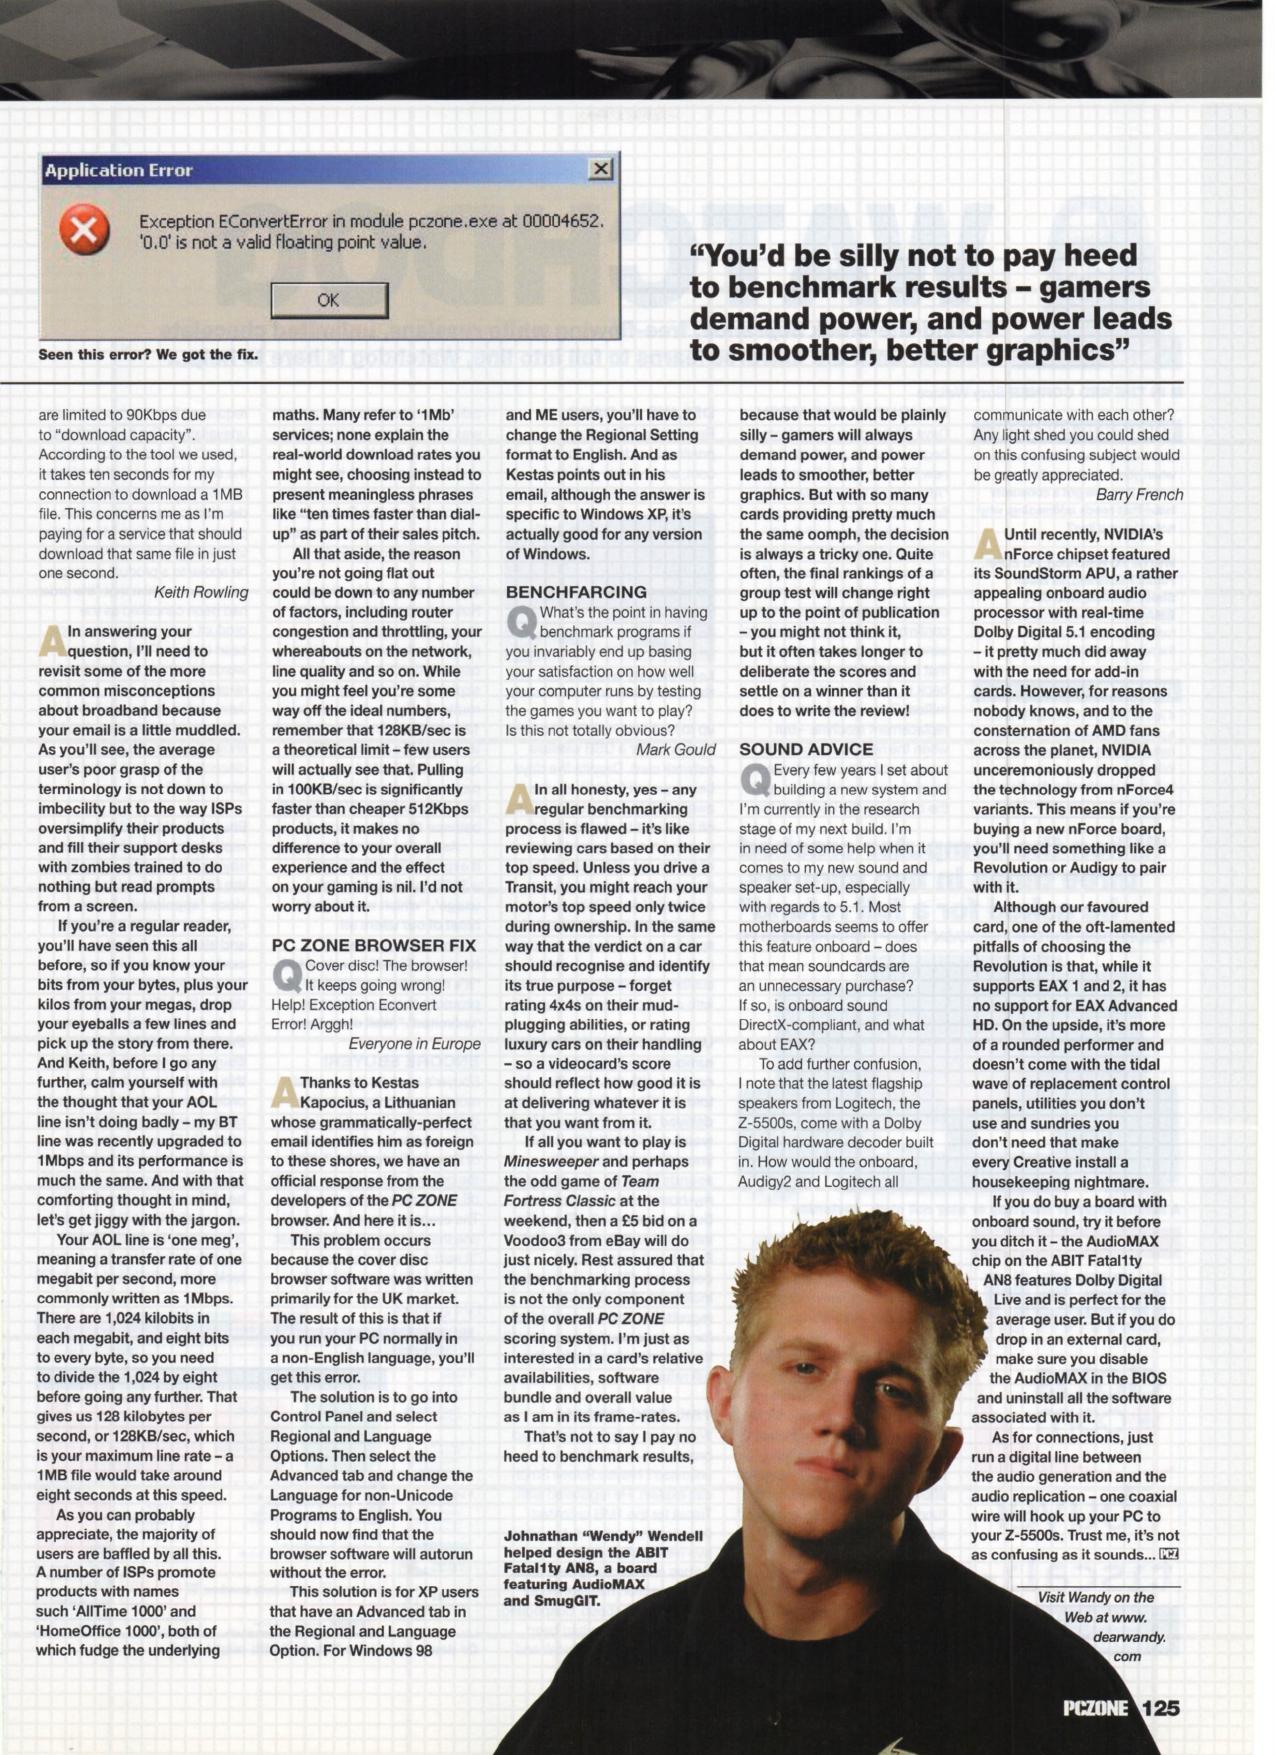 Application Error
Exception EConvertError in module pczone.exe at 00004652.
'0.0' is not a valid floating point value.
OK
Seen this error? We got the fix.
“You’d be silly not to pay heed
to benchmark results – gamers
demand power, and power leads
to smoother, better graphics”
are limited to 90Kbps due
to “download capacity”.
According to the tool we used,
it takes ten seconds for my
connection to download a 1MB
file. This concerns me as I’m
paying for a service that should
download that same file in just
one second.
Keith Rowling
A In answering your
question, I’ll need to
revisit some of the more
common misconceptions
about broadband because
your email is a little muddled.
As you’ll see, the average
user’s poor grasp of the
terminology is not down to
imbecility but to the way ISPs
oversimplify their products
and fill their support desks
with zombies trained to do
nothing but read prompts
from a screen.
If you’re a regular reader,
you’ll have seen this all
before, so if you know your
bits from your bytes, plus your
kilos from your megas, drop
your eyeballs a few lines and
pick up the story from there.
And Keith, before I go any
further, calm yourself with
the thought that your AOL
line isn’t doing badly – my BT
line was recently upgraded to
1Mbps and its performance is
much the same. And with that
comforting thought in mind,
let’s get jiggy with the jargon.
Your AOL line is ‘one meg’,
meaning a transfer rate of one
megabit per second, more
commonly written as 1Mbps.
There are 1,024 kilobits in
each megabit, and eight bits
to every byte, so you need
to divide the 1,024 by eight
before going any further. That
gives us 128 kilobytes per
second, or 128KB/sec, which
is your maximum line rate – a
1MB file would take around
eight seconds at this speed.
As you can probably
appreciate, the majority of
users are baffled by all this.
A number of ISPs promote
products with names
such ‘AllTime 1000’ and
‘HomeOffice 1000’, both of
which fudge the underlying
maths. Many refer to ‘1Mb’
services; none explain the
real-world download rates you
might see, choosing instead to
present meaningless phrases
like “ten times faster than dial-
up” as part of their sales pitch.
All that aside, the reason
you’re not going flat out
could be down to any number
of factors, including router
congestion and throttling, your
whereabouts on the network,
line quality and so on. While
you might feel you’re some
way off the ideal numbers,
remember that 128KB/sec is
a theoretical limit – few users
will actually see that. Pulling
in 100KB/sec is significantly
faster than cheaper 512Kbps
products, it makes no
difference to your overall
experience and the effect
on your gaming is nil. I’d not
worry about it.
PC ZONE BROWSER FIX
Q Cover disc! The browser!
It keeps going wrong!
Help! Exception Econvert
Error! Arggh!
Everyone in Europe
A Thanks to Kestas
Kapocius, a Lithuanian
whose grammatically-perfect
email identifies him as foreign
to these shores, we have an
official response from the
developers of the PC ZONE
browser. And here it is...
This problem occurs
because the cover disc
browser software was written
primarily for the UK market.
The result of this is that if
you run your PC normally in
a non-English language, you’ll
get this error.
The solution is to go into
Control Panel and select
Regional and Language
Options. Then select the
Advanced tab and change the
Language for non-Unicode
Programs to English. You
should now find that the
browser software will autorun
without the error.
This solution is for XP users
that have an Advanced tab in
the Regional and Language
Option. For Windows 98
and ME users, you’ll have to
change the Regional Setting
format to English. And as
Kestas points out in his
email, although the answer is
specific to Windows XP, it’s
actually good for any version
of Windows.
BENCHFARCING
Q What’s the point in having
benchmark programs if
you invariably end up basing
your satisfaction on how well
your computer runs by testing
the games you want to play?
Is this not totally obvious?
Mark Gould
A In all honesty, yes – any
regular benchmarking
process is flawed – it’s like
reviewing cars based on their
top speed. Unless you drive a
Transit, you might reach your
motor’s top speed only twice
during ownership. In the same
way that the verdict on a car
should recognise and identify
its true purpose – forget
rating 4x4s on their mud-
plugging abilities, or rating
luxury cars on their handling
– so a videocard’s score
should reflect how good it is
at delivering whatever it is
that you want from it.
If all you want to play is
Minesweeper and perhaps
the odd game of Team
Fortress Classic at the
weekend, then a £5 bid on a
Voodoo3 from eBay will do
just nicely. Rest assured that
the benchmarking process
is not the only component
of the overall PC ZONE
scoring system. I’m just as
interested in a card’s relative
availabilities, software
bundle and overall value
as I am in its frame-rates.
That’s not to say I pay no
heed to benchmark results,
Johnathan “Wendy” Wendell
helped design the ABIT
Fatal1ty AN8, a board
featuring AudioMAX
and SmugGIT.
because that would be plainly
silly – gamers will always
demand power, and power
leads to smoother, better
graphics. But with so many
cards providing pretty much
the same oomph, the decision
is always a tricky one. Quite
often, the final rankings of a
group test will change right
up to the point of publication
– you might not think it,
but it often takes longer to
deliberate the scores and
settle on a winner than it
does to write the review!
SOUND ADVICE
Q Every few years I set about
building a new system and
I’m currently in the research
stage of my next build. I’m
in need of some help when it
comes to my new sound and
speaker set-up, especially
with regards to 5.1. Most
motherboards seems to offer
this feature onboard – does
that mean soundcards are
an unnecessary purchase?
If so, is onboard sound
DirectX-compliant, and what
about EAX?
To add further confusion,
I note that the latest flagship
speakers from Logitech, the
Z-5500s, come with a Dolby
Digital hardware decoder built
in. How would the onboard,
Audigy2 and Logitech all
communicate with each other?
Any light shed you could shed
on this confusing subject would
be greatly appreciated.
Barry French
A Until recently, NVIDIA’s
nForce chipset featured
its SoundStorm APU, a rather
appealing onboard audio
processor with real-time
Dolby Digital 5.1 encoding
– it pretty much did away
with the need for add-in
cards. However, for reasons
nobody knows, and to the
consternation of AMD fans
across the planet, NVIDIA
unceremoniously dropped
the technology from nForce4
variants. This means if you’re
buying a new nForce board,
you’ll need something like a
Revolution or Audigy to pair
with it.
Although our favoured
card, one of the oft-lamented
pitfalls of choosing the
Revolution is that, while it
supports EAX 1 and 2, it has
no support for EAX Advanced
HD. On the upside, it’s more
of a rounded performer and
doesn’t come with the tidal
wave of replacement control
panels, utilities you don’t
use and sundries you
don’t need that make
every Creative install a
housekeeping nightmare.
If you do buy a board with
onboard sound, try it before
you ditch it – the AudioMAX
chip on the ABIT Fatal1ty
AN8 features Dolby Digital
Live and is perfect for the
average user. But if you do
drop in an external card,
make sure you disable
the AudioMAX in the BIOS
and uninstall all the software
associated with it.
As for connections, just
run a digital line between
the audio generation and the
audio replication – one coaxial
wire will hook up your PC to
your Z-5500s. Trust me, it’s not
as confusing as it sounds... PCZ
Visit Wandy on the
Web at www.
dearwandy.
com
PCZONE 125